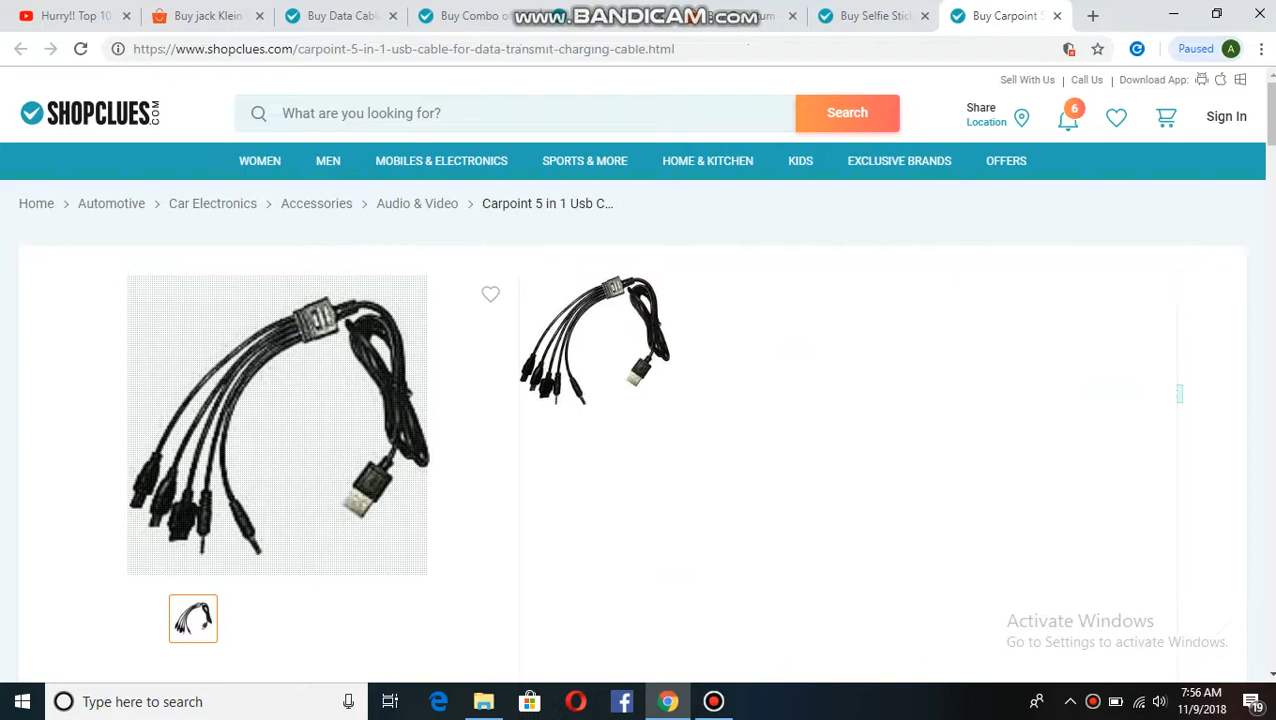 Hurry!! Top 10
Buy jack Klein
Buy Data Cabl
Buy Combo o
um
Buy Selfie Stick
Buy Carpoint 5
www.BANDICAM.com
https://www.shopclues.com/carpoint-5-in-1-usb-cable-for-data-transmit-charging-cable.html
Paused A
Sell With Us | Call Us | Download App:
SHOPCLUES.COM
What are you looking for?
Search
Share
Location
6
Sign In
WOMEN MEN MOBILES & ELECTRONICS SPORTS & MORE HOME & KITCHEN KIDS EXCLUSIVE BRANDS OFFERS
Home > Automotive > Car Electronics > Accessories > Audio & Video > Carpoint 5 in 1 Usb C...
Activate Windows
Go to Settings to activate Windows.
Type here to search
7:56 AM
11/9/2018
19